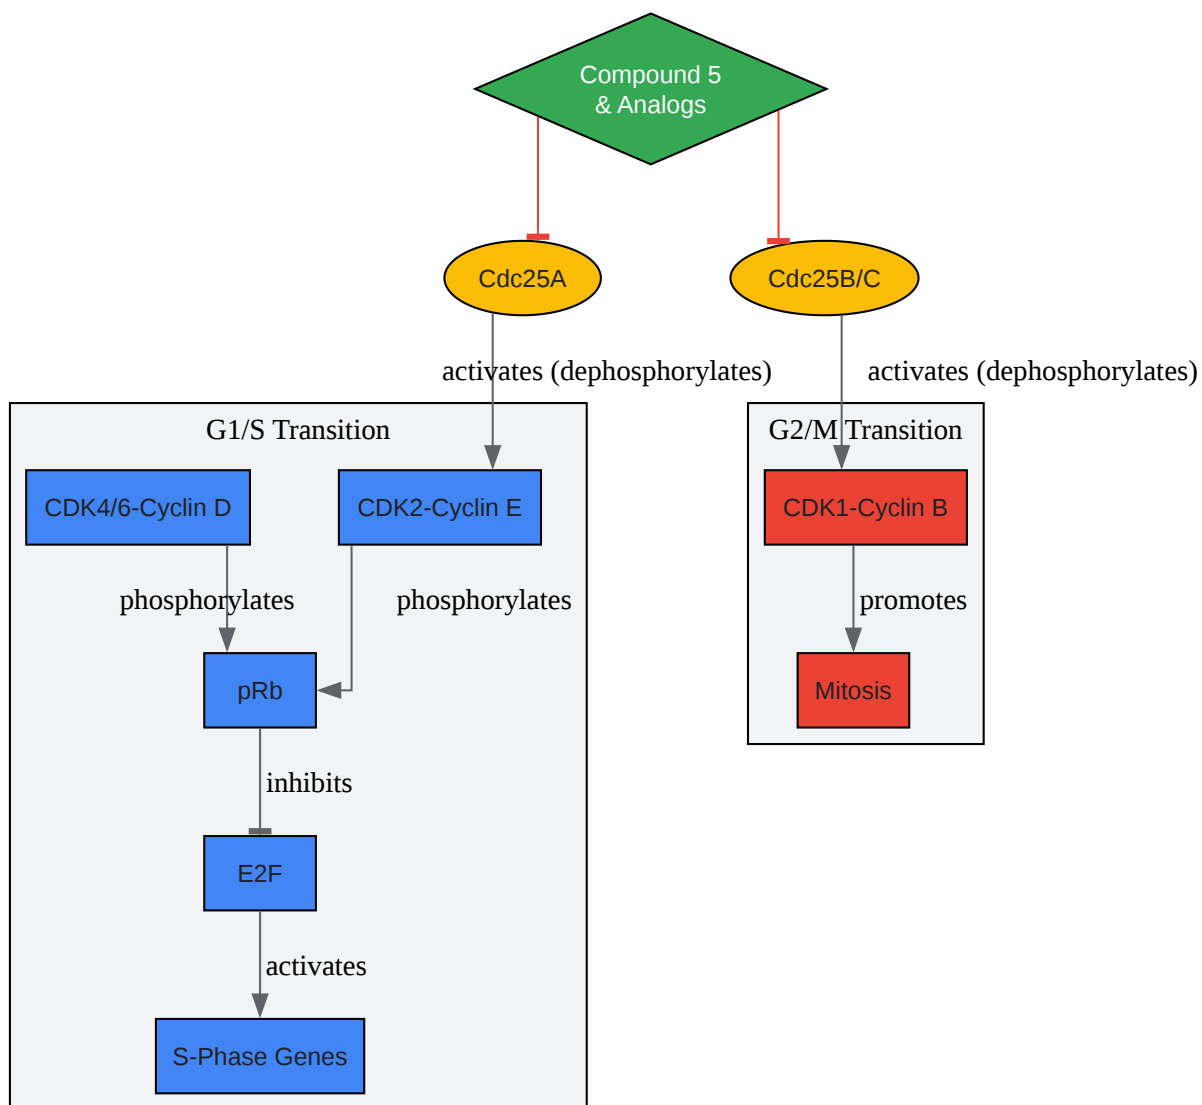 Compound 5
& Analogs
Cdc25A
Cdc25B/C
activates (dephosphorylates)
activates (dephosphorylates)
G1/S Transition
G2/M Transition
CDK4/6-Cyclin D
CDK2-Cyclin E
CDK1-Cyclin B
phosphorylates
phosphorylates
promotes
pRb
Mitosis
inhibits
E2F
activates
S-Phase Genes